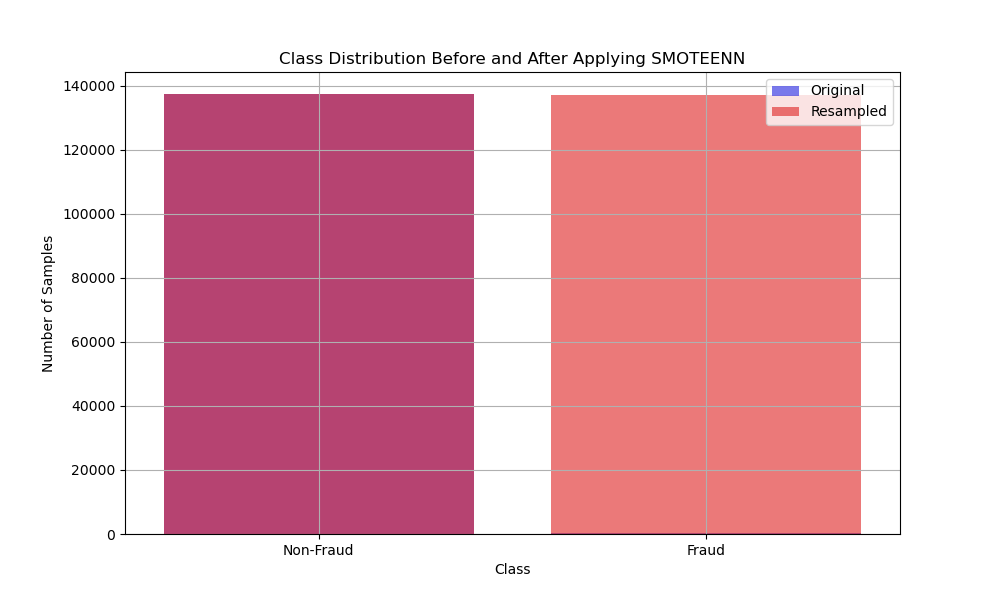 Class Distribution Before and After Applying SMOTEENN
Original
Resampled
Number of Samples
140000
120000
100000
80000
60000
40000
20000
0
Non-Fraud Fraud
Class